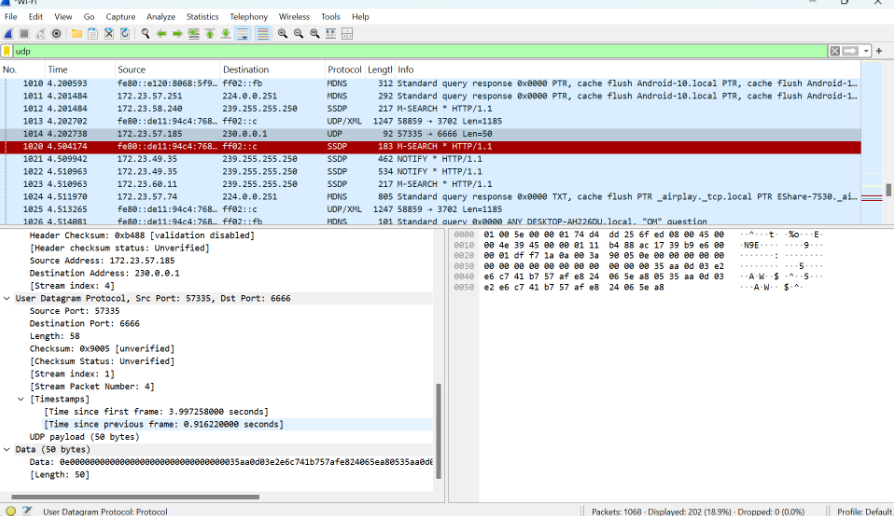 *Wi-Fi
File Edit View Go Capture Analyze Statistics Telephony Wireless Tools Help
udp
No. Time Source Destination Protocol Length Info
1010 4.200593 fe80::e120:8068:5f9… ff02::fb MDNS 312 Standard query response 0x0000 PTR, cache flush Android-10.local PTR, cache flush Android-1…
1011 4.201484 172.23.57.251 224.0.0.251 MDNS 292 Standard query response 0x0000 PTR, cache flush Android-10.local PTR, cache flush Android-1…
1012 4.201484 172.23.58.240 239.255.255.250 SSDP 217 M-SEARCH * HTTP/1.1
1013 4.202702 fe80::de11:94c4:768… ff02::c UDP/XML 1247 58859 → 3702 Len=1185
1014 4.202738 172.23.57.185 230.0.0.1 UDP 92 57335 → 6666 Len=50
1020 4.504174 fe80::de11:94c4:768… ff02::c SSDP 183 M-SEARCH * HTTP/1.1
1021 4.509942 172.23.49.35 239.255.255.250 SSDP 462 NOTIFY * HTTP/1.1
1022 4.510963 172.23.49.35 239.255.255.250 SSDP 534 NOTIFY * HTTP/1.1
1023 4.510963 172.23.60.11 239.255.255.250 SSDP 217 M-SEARCH * HTTP/1.1
1024 4.511970 172.23.57.74 224.0.0.251 MDNS 805 Standard query response 0x0000 TXT, cache flush PTR _airplay._tcp.local PTR EShare-7530._ai…
1025 4.513265 fe80::de11:94c4:768… ff02::c UDP/XML 1247 58859 → 3702 Len=1185
1026 4.514081 fe80::de11:94c4:768… ff02::fb MDNS 101 Standard query 0x0000 ANY DESKTOP-AH226DU.local, "QM" question
Header Checksum: 0xb488 [validation disabled]
[Header checksum status: Unverified]
Source Address: 172.23.57.185
Destination Address: 230.0.0.1
[Stream index: 4]
User Datagram Protocol, Src Port: 57335, Dst Port: 6666
Source Port: 57335
Destination Port: 6666
Length: 58
Checksum: 0x9005 [unverified]
[Checksum Status: Unverified]
[Stream index: 1]
[Stream Packet Number: 4]
[Timestamps]
[Time since first frame: 3.997258000 seconds]
[Time since previous frame: 0.916220000 seconds]
UDP payload (50 bytes)
Data (50 bytes)
[Length: 50]
0000 01 00 5e 00 00 01 74 d4 dd 25 6f ed 08 00 45 00 ··^···t· ·%o···E·
0010 00 4e 39 45 00 00 01 11 b4 88 ac 17 39 b9 e6 00 ·N9E···· ····9···
0020 00 01 df f7 1a 0a 00 3a 90 05 0e 00 00 00 00 00 ·······: ········
0030 00 00 00 00 00 00 00 00 00 00 00 35 aa 0d 03 e2 ········ ···5····
0040 e6 c7 41 b7 57 af e8 24 06 5e a8 05 35 aa 0d 03 ··A·W··$ ·^··5···
0050 e2 e6 c7 41 b7 57 af e8 24 06 5e a8 ···A·W·· $·^·
User Datagram Protocol: Protocol
Packets: 1068 · Displayed: 202 (18.9%) · Dropped: 0 (0.0%)
Profile: Default